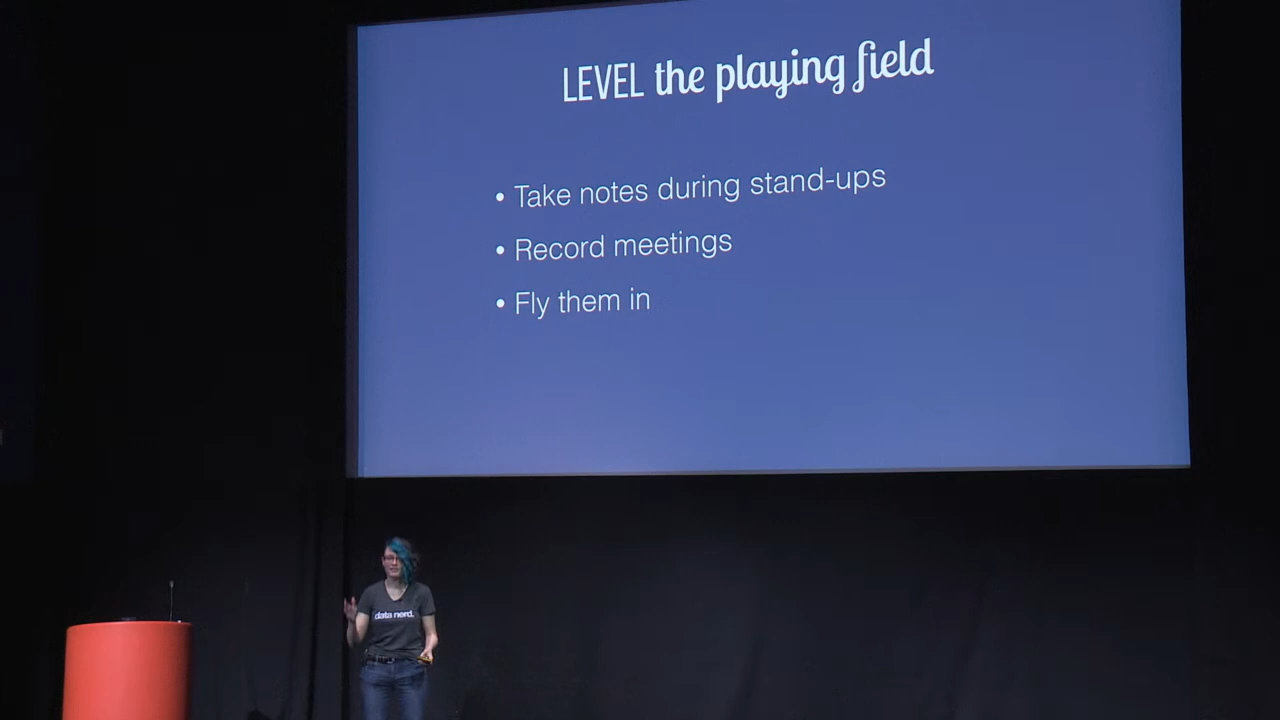 LEVEL the playing field
• Take notes during stand-ups
• Record meetings
• Fly them in
data nerd.